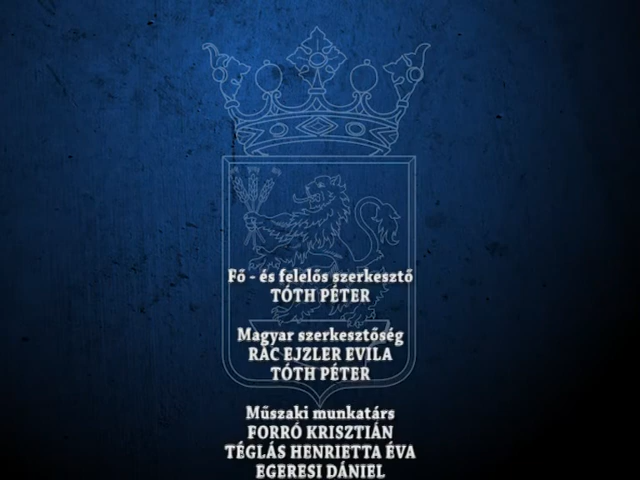 Fő - és felelős szerkesztő
TÓTH PÉTER
Magyar szerkesztőség
RÁC EJZLER EVILA
TÓTH PÉTER
Műszaki munkatárs
FORRÓ KRISZTIÁN
TÉGLÁS HENRIETTA ÉVA
EGERESI DÁNIEL